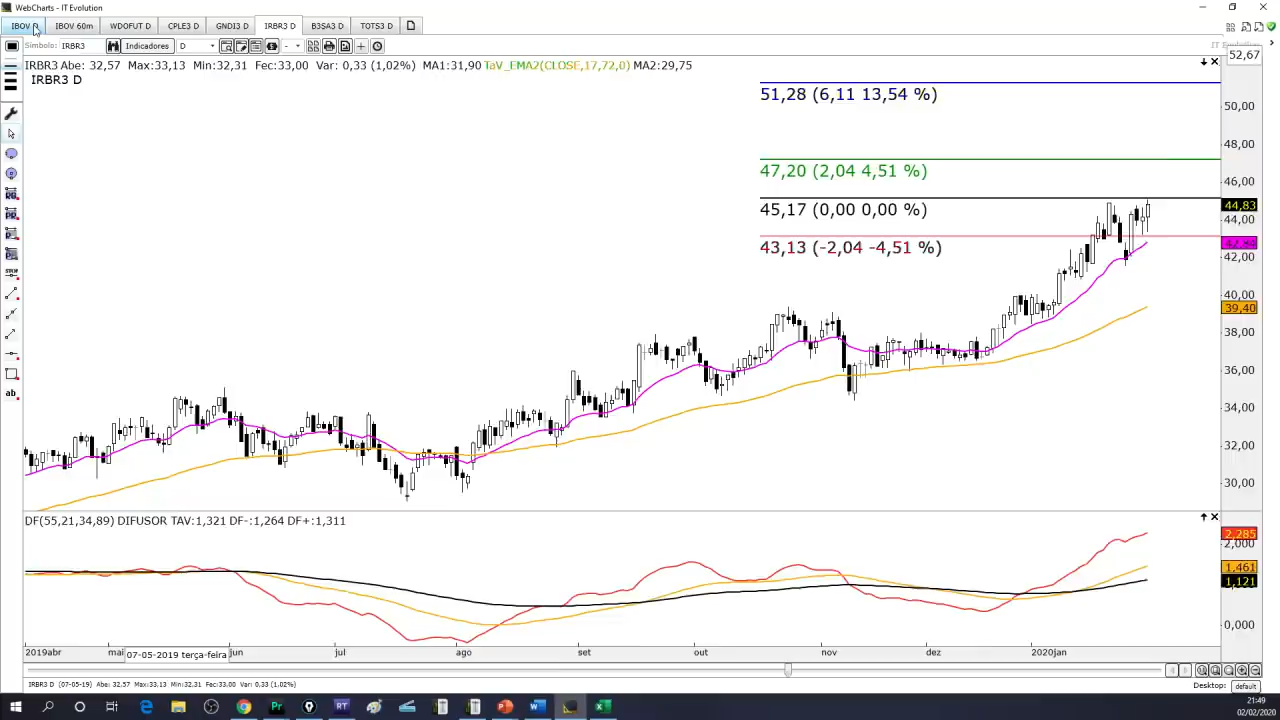 WebCharts - IT Evolution
IBOV D IBOV 60m WDOFUT D CPLE3 D GNDI3 D IRBR3 D B3SA3 D TOTS3 D
Símbolo: IRBR3 Indicadores D -
IRBR3 Abe: 32,57 Max:33,13 Min:32,31 Fec:33,00 Var: 0,33 (1,02%) MA1:31,90 TaV_EMA2(CLOSE,17,72,0) MA2:29,75
IRBR3 D
52,67
51,28 (6,11 13,54 %)
50,00
48,00
47,20 (2,04 4,51 %)
46,00
45,17 (0,00 0,00 %)
44,83
44,00
43,13 (-2,04 -4,51 %)
42,84
42,00
40,00
39,40
38,00
36,00
34,00
32,00
30,00
ab
DF(55,21,34,89) DIFUSOR TAV:1,321 DF-:1,264 DF+:1,311
2,285
2,000
1,461
1,121
0,000
2019abr mai 07-05-2019 terça-feira jun jul ago set out nov dez 2020jan
IRBR3 D (07-05-19) Abe: 32,57 Max:33,13 Min:32,31 Fec:33,00 Var: 0,33 (1,02%)
Desktop: default
21:49
02/02/2020